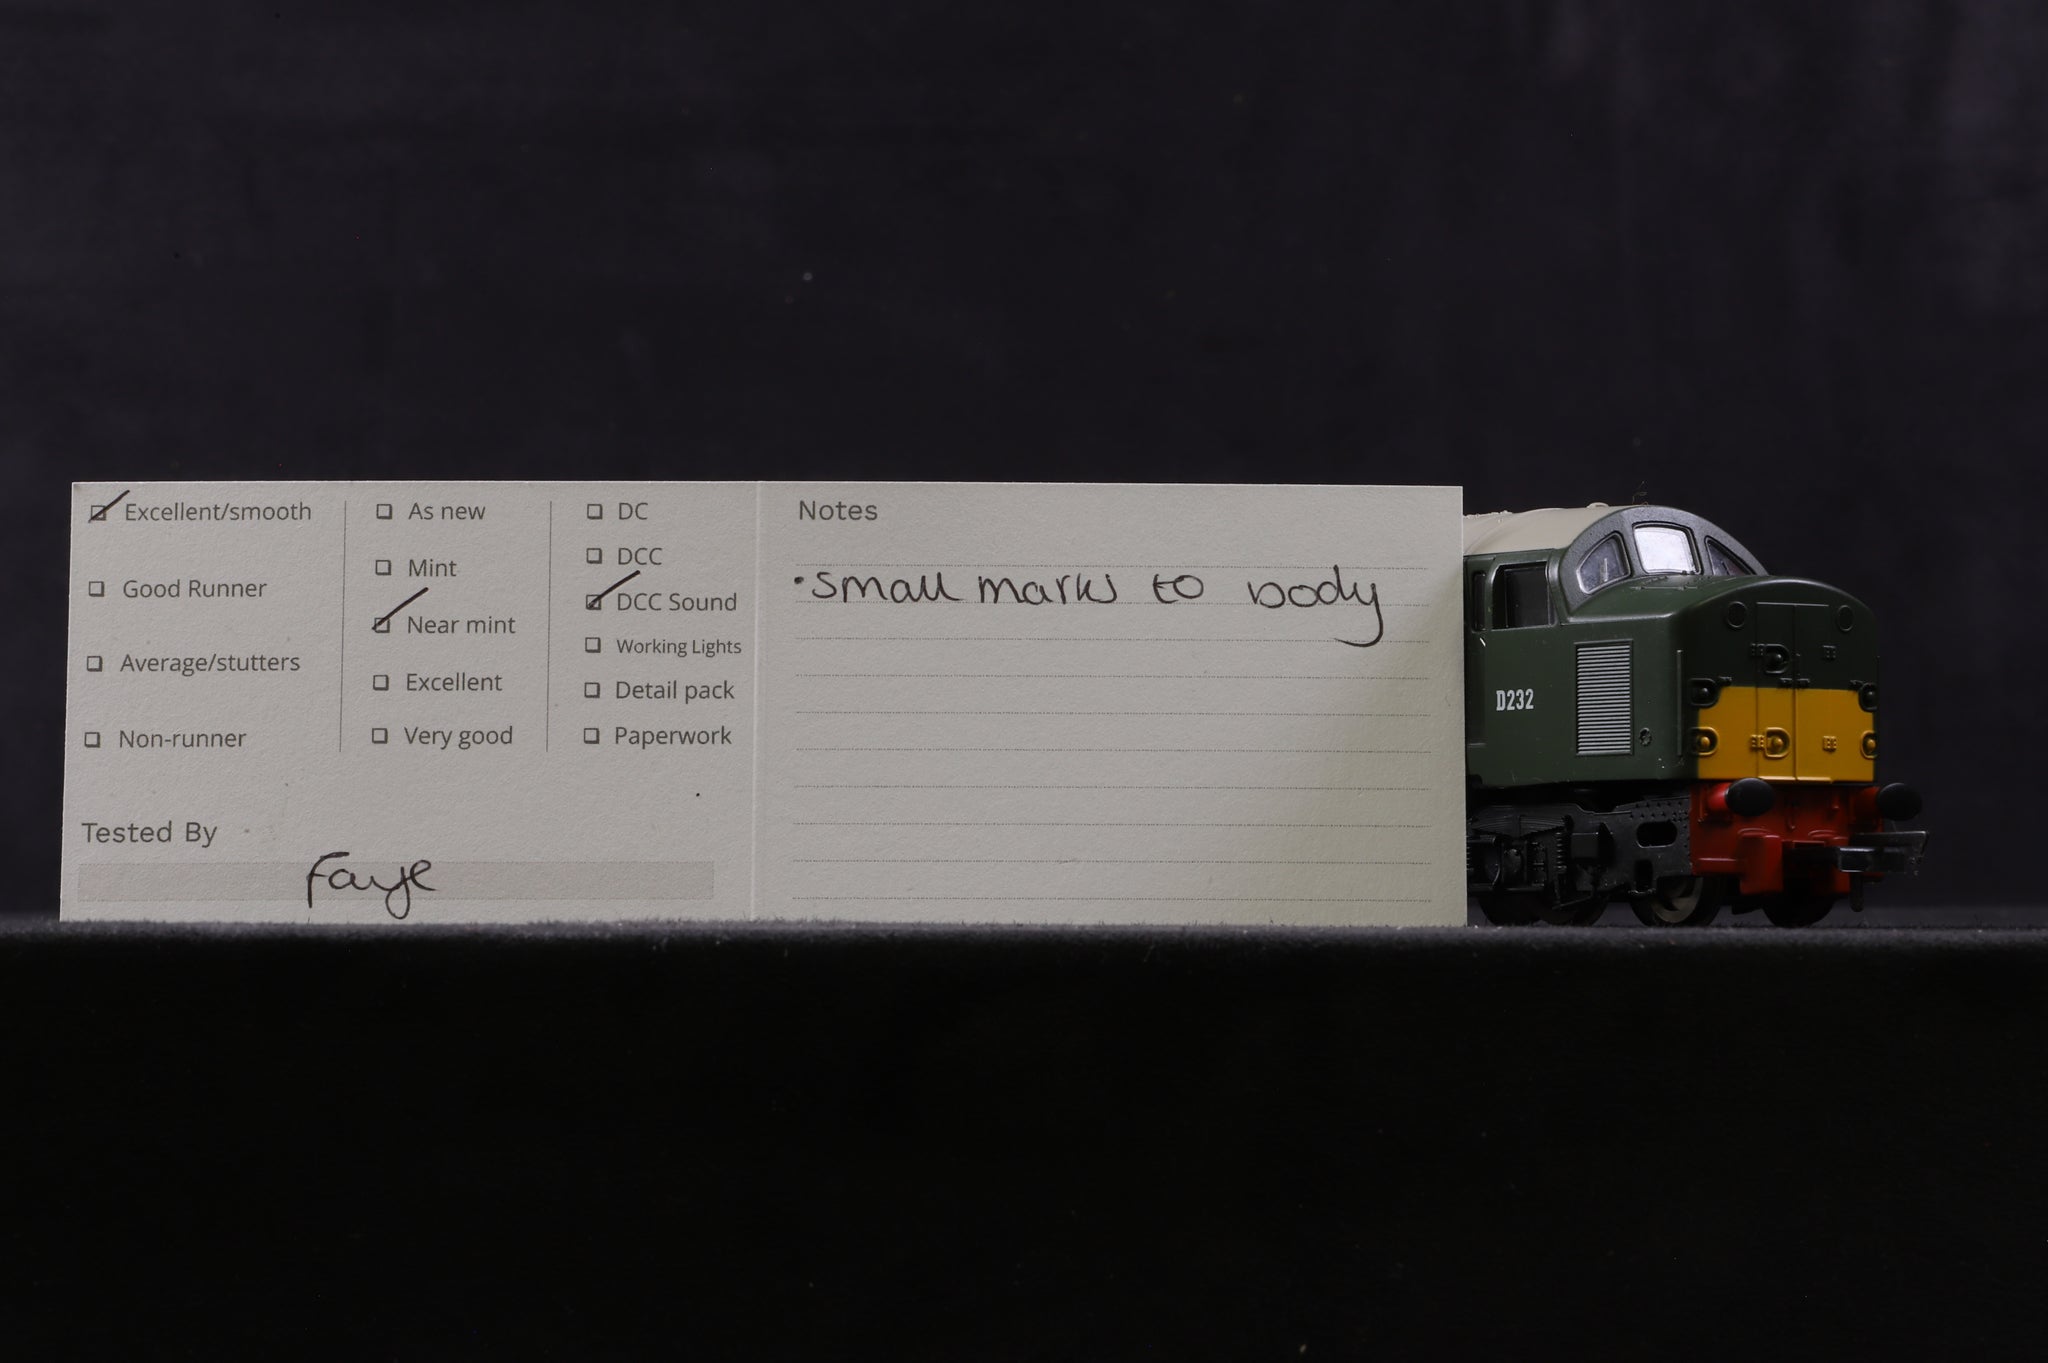 Excellent/smooth
Good Runner
Average/stutters
Non-runner
As new
Mint
Near mint
Excellent
Very good
DC
DCC
DCC Sound
Working Lights
Detail pack
Paperwork
Tested By
Faye
Notes
• small marks to body
D232